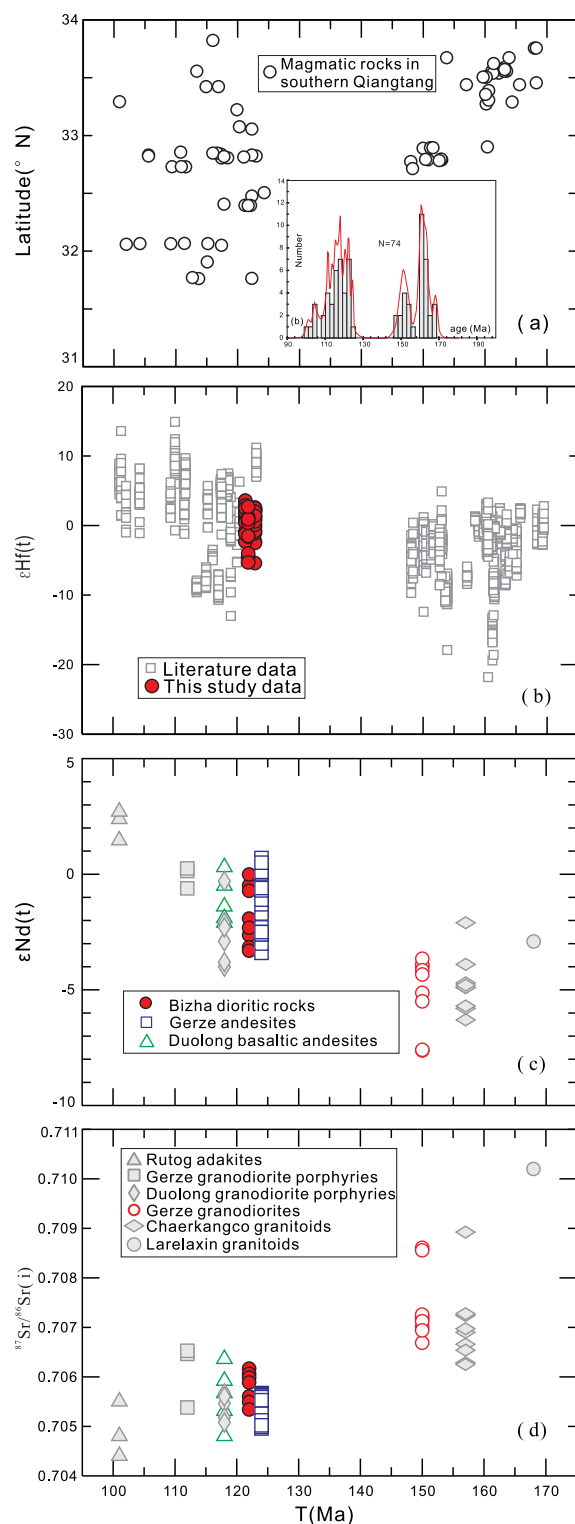 34
33
32
31
Latitude(° N)
Magmatic rocks in
southern Qiangtang
14
12
10
8
6
4
2
0
Number
N=74
(b)
age (Ma)
90
110
130
150
170
190
( a )
20
10
0
-10
-20
-30
εHf(t)
Literature data
This study data
( b )
5
0
-5
-10
εNd(t)
Bizha dioritic rocks
Gerze andesites
Duolong basaltic andesites
( c )
0.711
0.710
0.709
0.708
0.707
0.706
0.705
0.704
⁸⁷Sr/⁸⁶Sr( i )
Rutog adakites
Gerze granodiorite porphyries
Duolong granodiorite porphyries
Gerze granodiorites
Chaerkangco granitoids
Larelaxin granitoids
( d )
100 110 120 130 140 150 160 170
T(Ma)